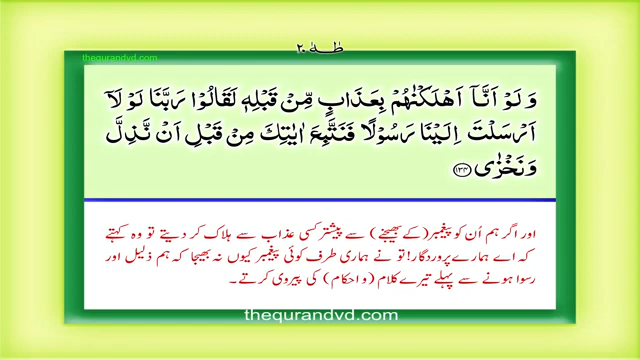 طٰهٰ ٢٠
thequrandvd.com
وَ لَوْ اَنَّاۤ اَهْلَكْنٰهُمْ بِعَذَابٍ مِّنْ قَبْلِهٖ لَقَالُوْا رَبَّنَا لَوْ لَاۤ
اَرْسَلْتَ اِلَيْنَا رَسُوْلًا فَنَتَّبِعَ اٰيٰتِكَ مِنْ قَبْلِ اَنْ نَّذِلَّ
وَ نَخْزٰى ﴿١٣٤﴾
اور اگر ہم اُن کو پیغمبر (کے بھیجنے) سے پیشتر کسی عذاب سے ہلاک کر دیتے تو وہ کہتے
کہ اے ہمارے پروردگار! تو نے ہماری طرف کوئی پیغمبر کیوں نہ بھیجا کہ ہم ذلیل اور
رسوا ہونے سے پہلے تیرے کلام (و احکام) کی پیروی کرتے۔
thequrandvd.com